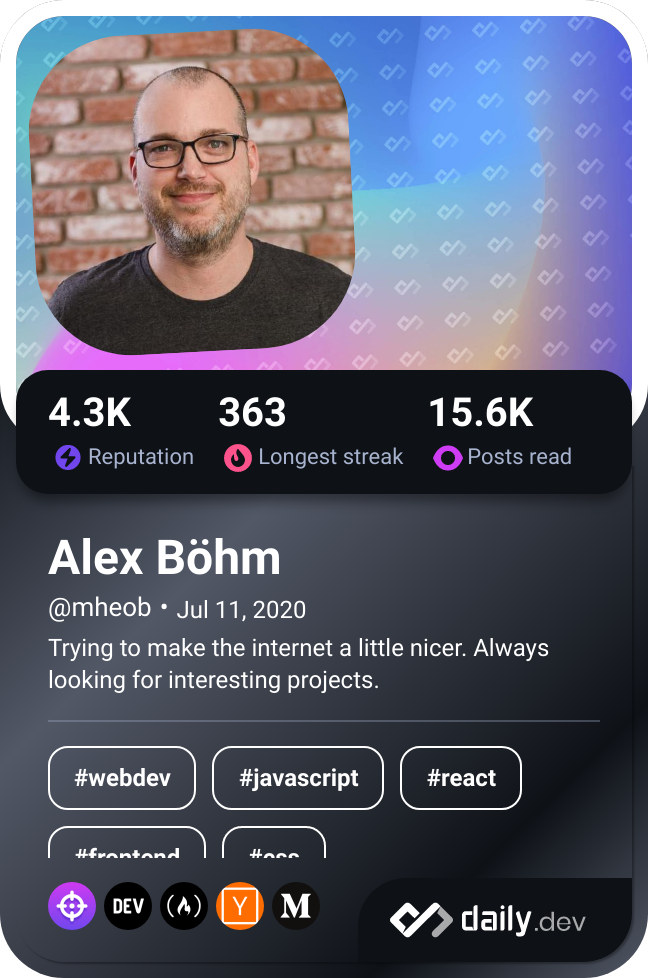 4.3K 363 15.6K
Reputation Longest streak Posts read
Alex Böhm
@mheob • Jul 11, 2020
Trying to make the internet a little nicer. Always
looking for interesting projects.
#webdev #javascript #react
#frontend #css
DEV Y M
daily.dev